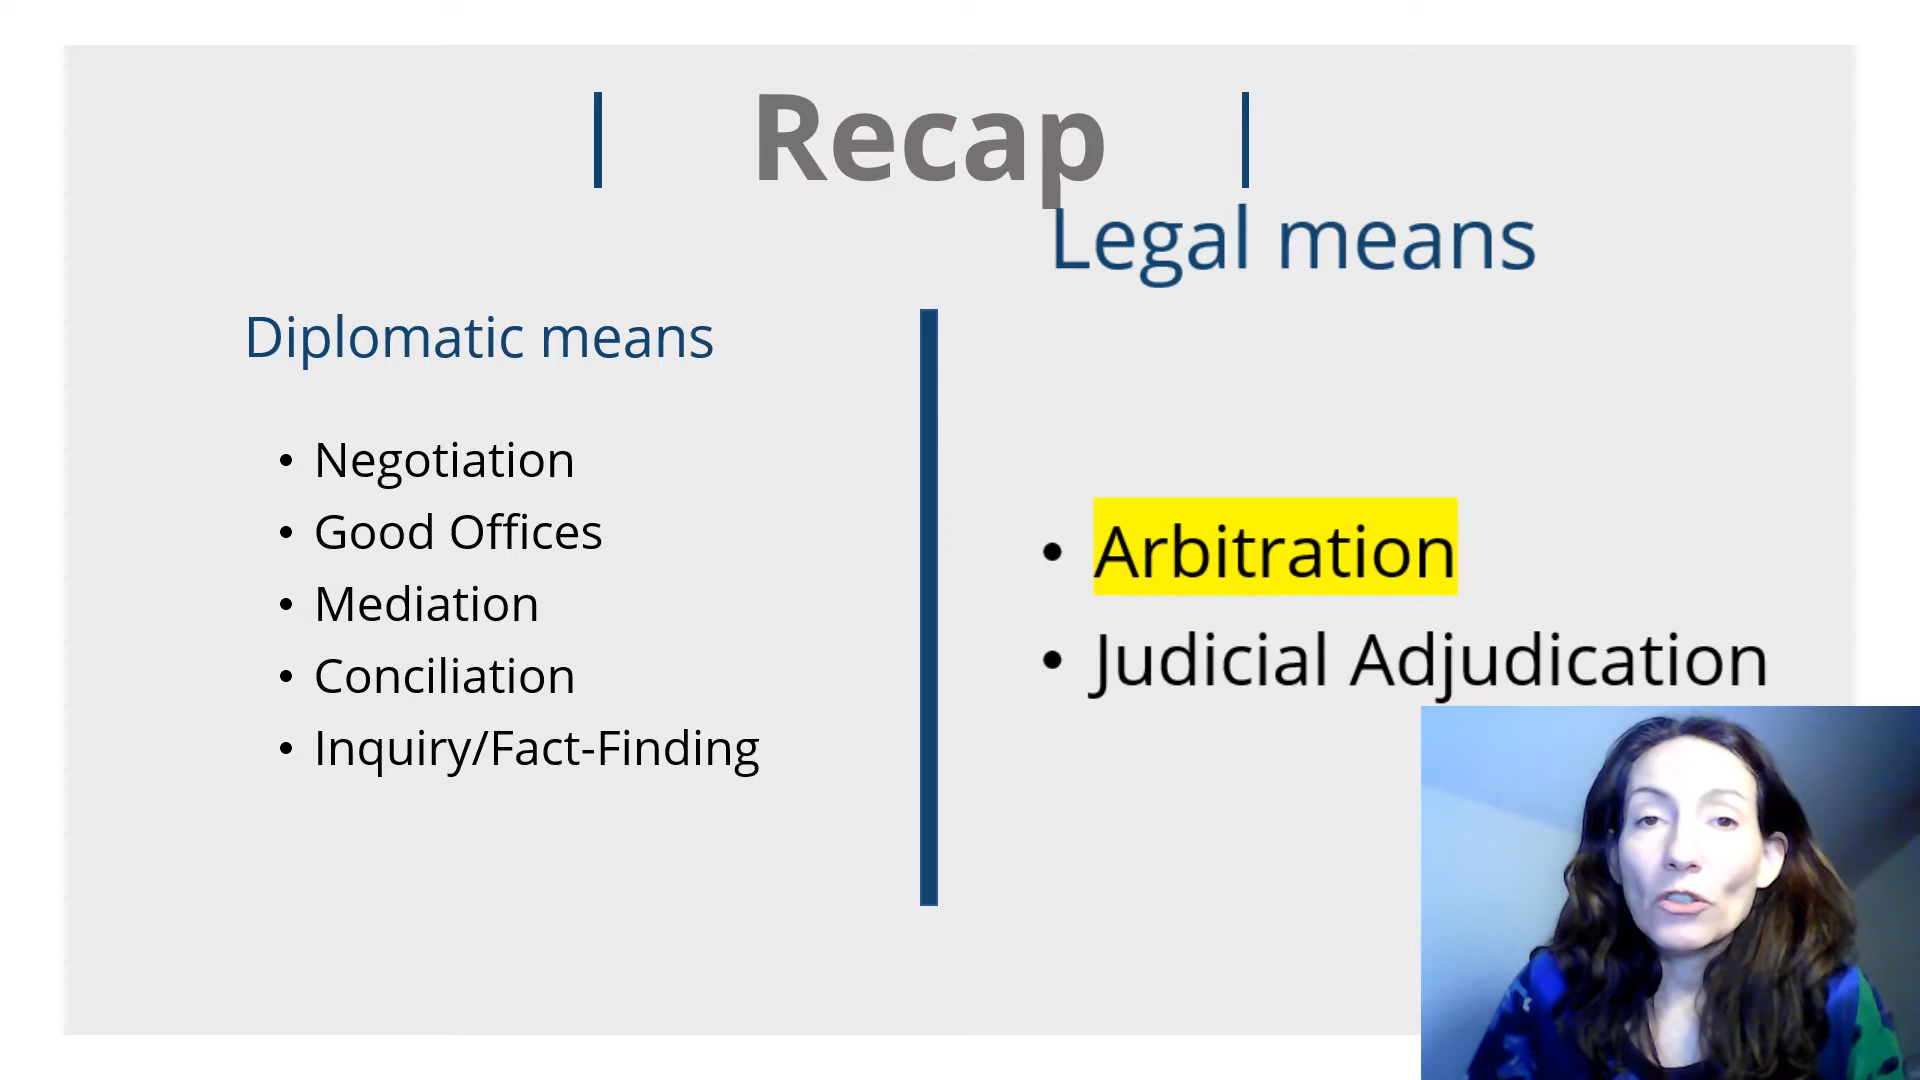 Recap
Diplomatic means
• Negotiation
• Good Offices
• Mediation
• Conciliation
• Inquiry/Fact-Finding
Legal means
• Arbitration
• Judicial Adjudication